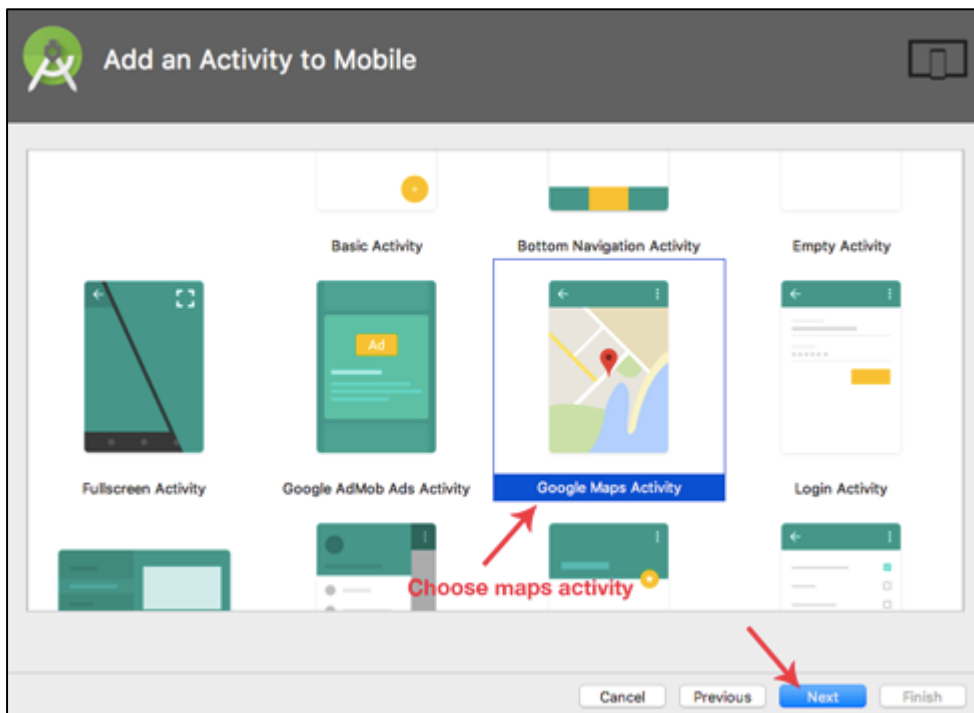 Add an Activity to Mobile
Basic Activity
Bottom Navigation Activity
Empty Activity
Ad
Fullscreen Activity
Google AdMob Ads Activity
Google Maps Activity
Login Activity
Choose maps activity
Cancel
Previous
Next
Finish